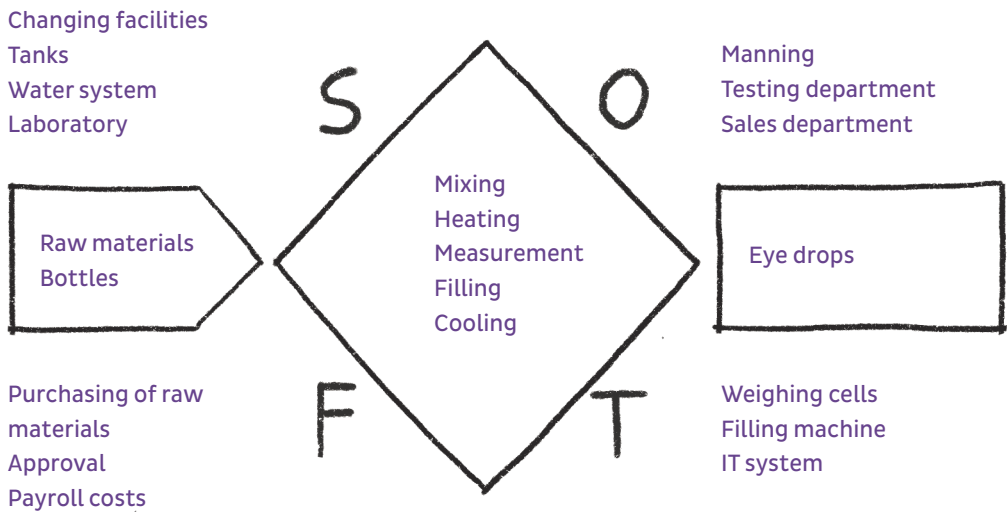 Changing facilities
Tanks
Water system
Laboratory
S
O
Manning
Testing department
Sales department
Raw materials
Bottles
Mixing
Heating
Measurement
Filling
Cooling
Eye drops
Purchasing of raw
materials
Approval
Payroll costs
F
T
Weighing cells
Filling machine
IT system